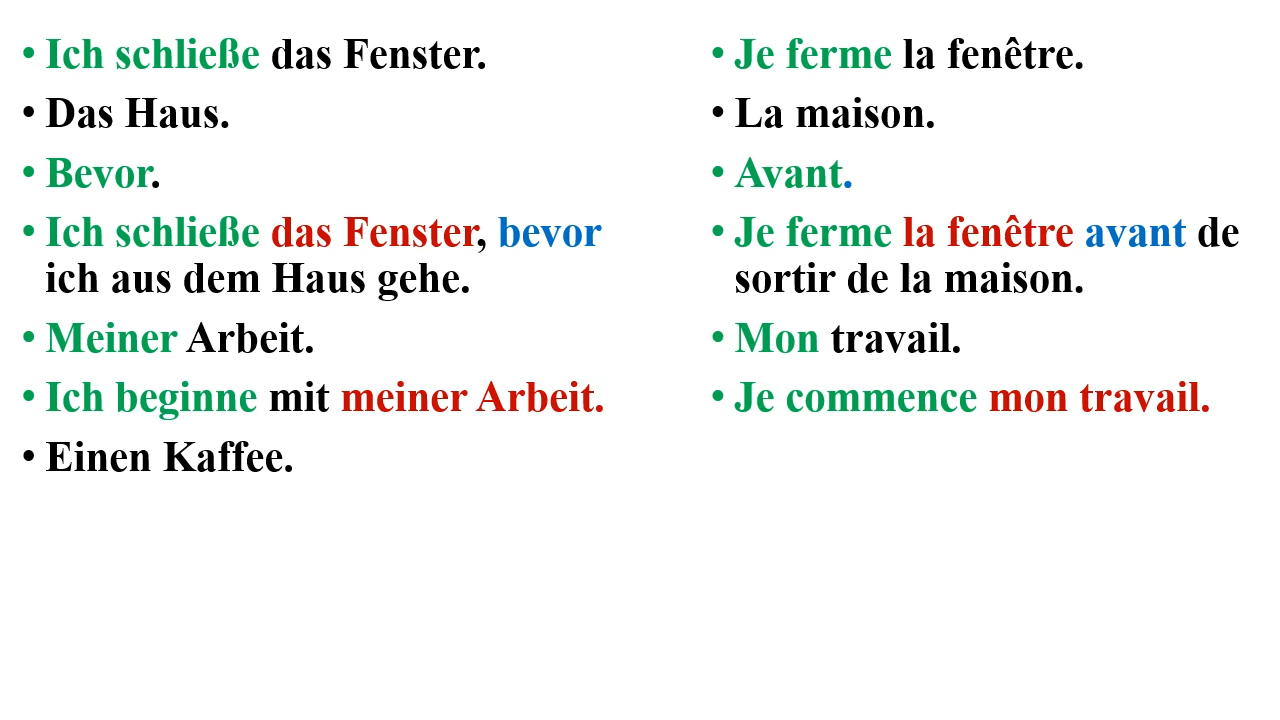 • Ich schließe das Fenster.
• Das Haus.
• Bevor.
• Ich schließe das Fenster, bevor
ich aus dem Haus gehe.
• Meiner Arbeit.
• Ich beginne mit meiner Arbeit.
• Einen Kaffee.
• Je ferme la fenêtre.
• La maison.
• Avant.
• Je ferme la fenêtre avant de
sortir de la maison.
• Mon travail.
• Je commence mon travail.